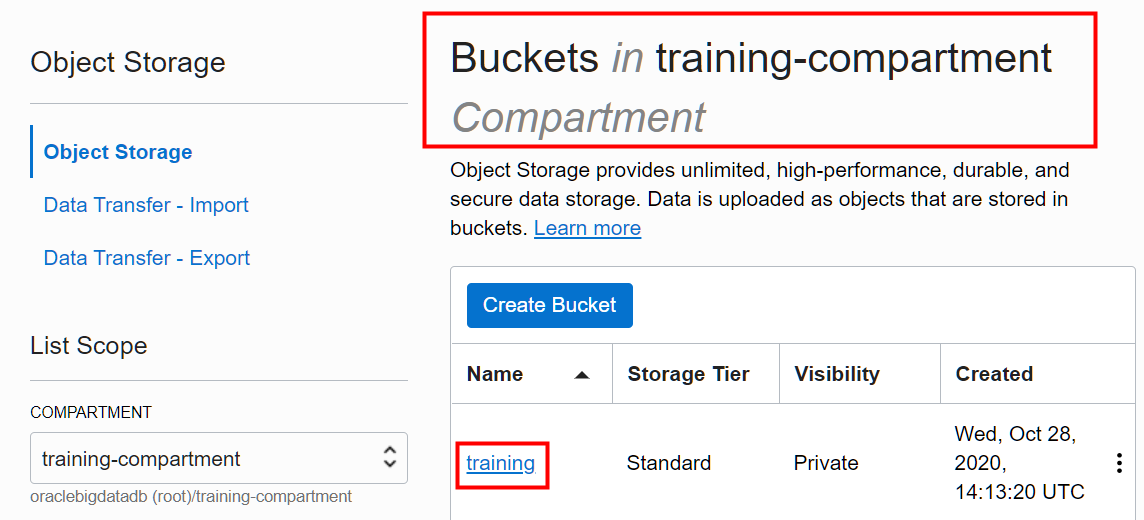 Object Storage
Object Storage
Data Transfer - Import
Data Transfer - Export
List Scope
COMPARTMENT
training-compartment
oraclebigdatadb (root)/training-compartment
Buckets in training-compartment
Compartment
Object Storage provides unlimited, high-performance, durable, and
secure data storage. Data is uploaded as objects that are stored in
buckets. Learn more
Create Bucket
Name Storage Tier Visibility Created
training Standard Private Wed, Oct 28,
2020,
14:13:20 UTC